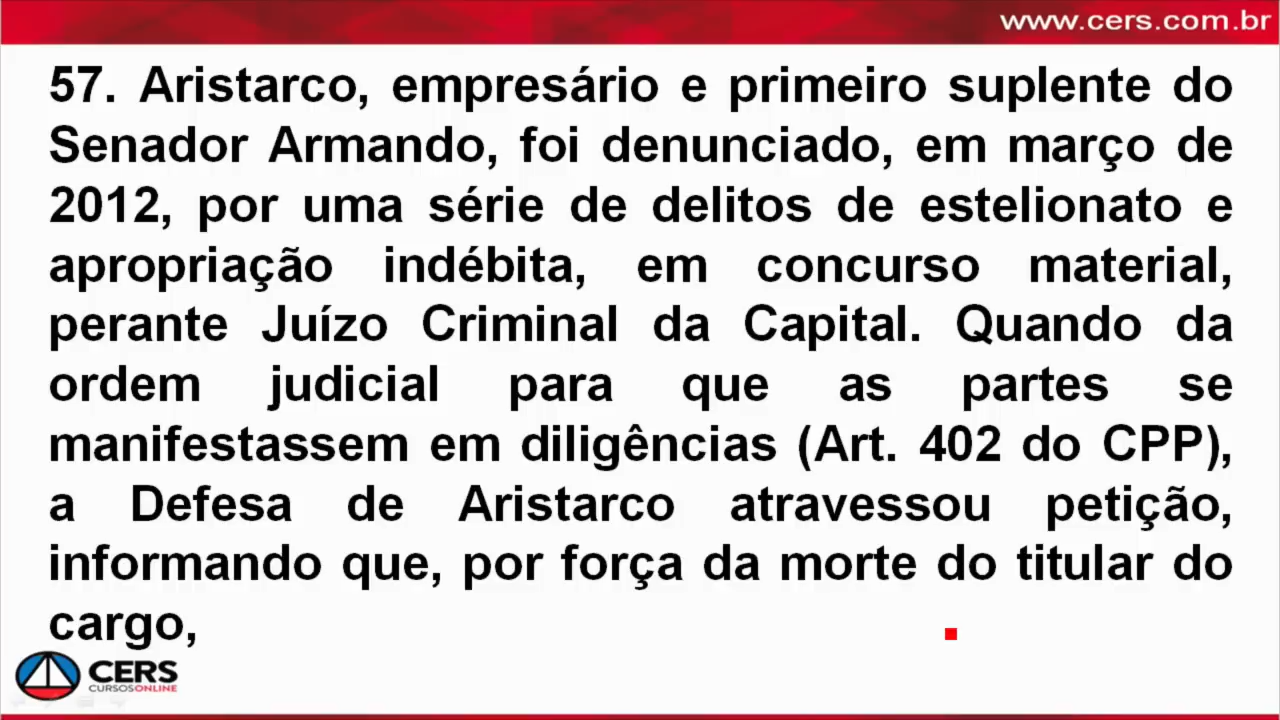 www.cers.com.br
57. Aristarco, empresário e primeiro suplente do
Senador Armando, foi denunciado, em março de
2012, por uma série de delitos de estelionato e
apropriação indébita, em concurso material,
perante Juízo Criminal da Capital. Quando da
ordem judicial para que as partes se
manifestassem em diligências (Art. 402 do CPP),
a Defesa de Aristarco atravessou petição,
informando que, por força da morte do titular do
cargo,
CERS
CURSOSONLINE